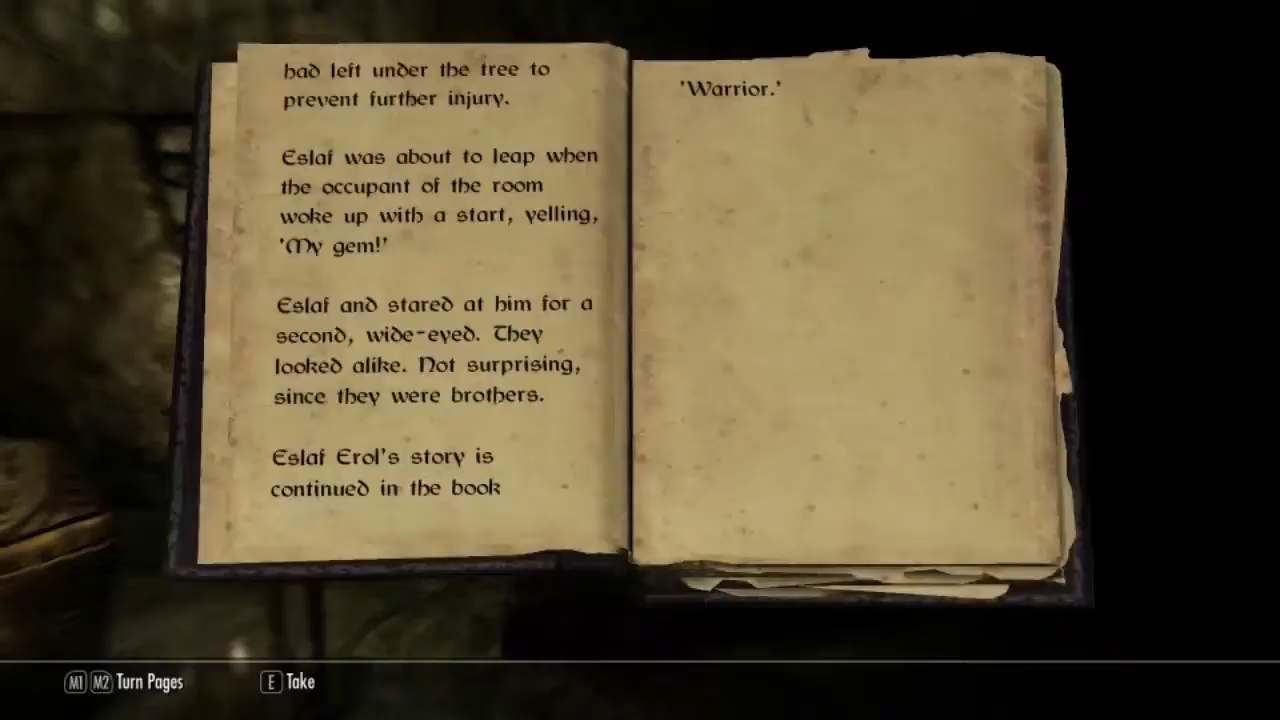 had left under the tree to
prevent further injury.
Eslaf was about to leap when
the occupant of the room
woke up with a start, yelling,
'My gem!'
Eslaf and stared at him for a
second, wide-eyed. They
looked alike. Not surprising,
since they were brothers.
Eslaf Erol's story is
continued in the book
'Warrior.'
M1 M2 Turn Pages
E Take